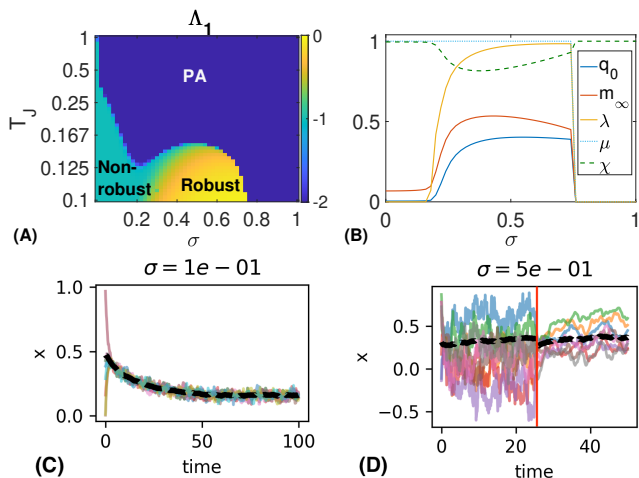 Λ₁
1
0.5
0.25
0.167
0.125
0.1
T_J
PA
Non-
robust
Robust
0
0.2
0.4
0.6
0.8
1
σ
0
-1
-2
(A)
1
0.5
0
0
0.5
1
σ
q₀
m_∞
λ
μ
χ
(B)
σ = 1e − 01
1.0
0.5
0.0
x
0
50
100
time
(C)
σ = 5e − 01
0.5
0.0
−0.5
x
0
20
40
time
(D)